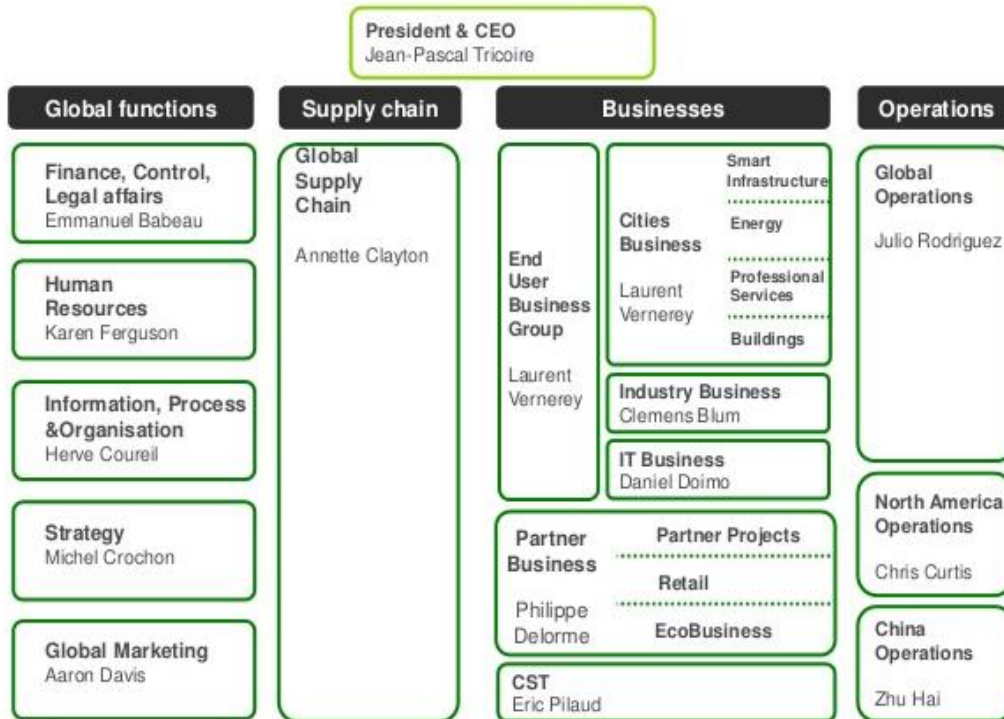 President & CEO
Jean-Pascal Tricoire
Global functions
Finance, Control,
Legal affairs
Emmanuel Babeau
Human
Resources
Karen Ferguson
Information, Process
&Organisation
Herve Coureil
Strategy
Michel Crochon
Global Marketing
Aaron Davis
Supply chain
Global
Supply
Chain
Annette Clayton
Businesses
End
User
Business
Group
Laurent
Vernerey
Cities
Business
Laurent
Vernerey
Smart
Infrastructure
Energy
Professional
Services
Buildings
Industry Business
Clemens Blum
IT Business
Daniel Doimo
Partner
Business
Philippe
Delorme
Partner Projects
Retail
EcoBusiness
CST
Eric Pilaud
Operations
Global
Operations
Julio Rodriguez
North America
Operations
Chris Curtis
China
Operations
Zhu Hai